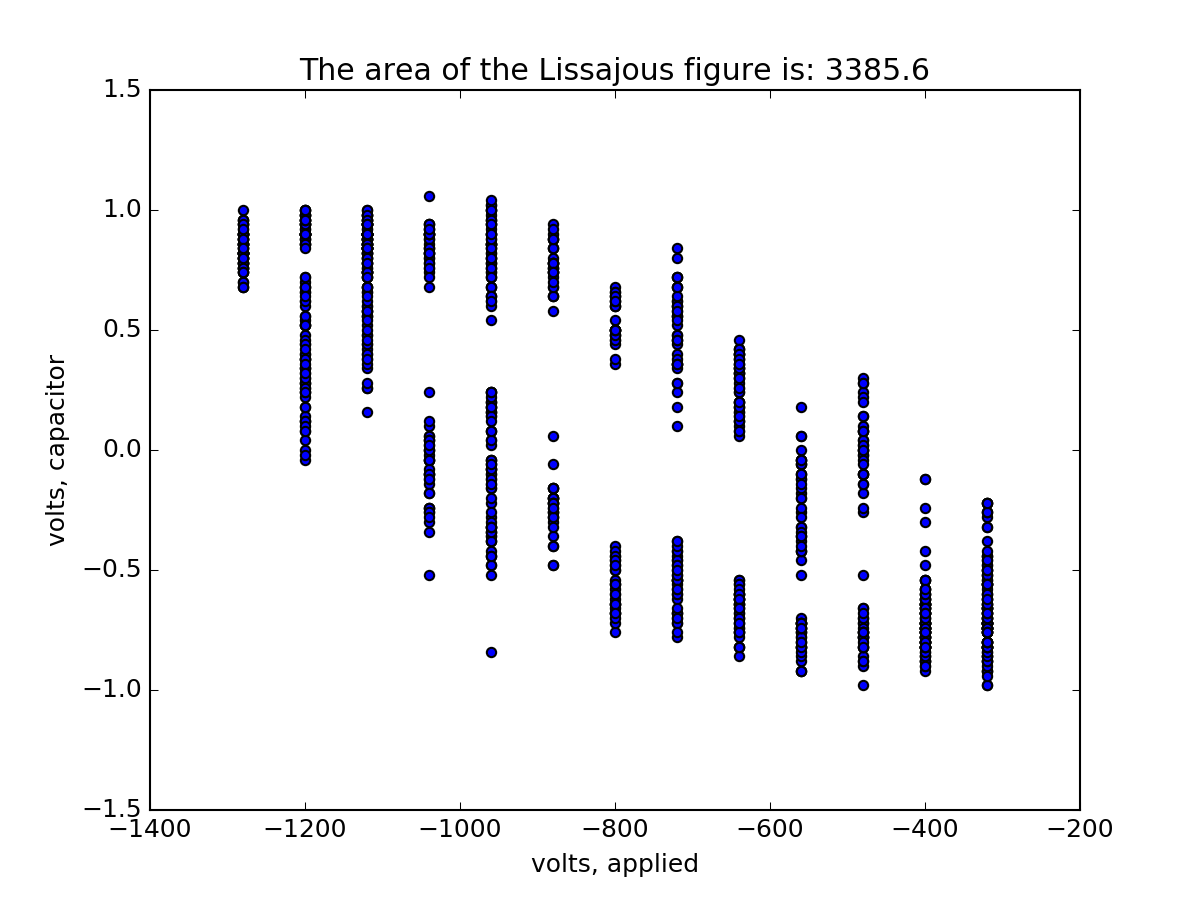 The area of the Lissajous figure is: 3385.6
1.5
1.0
0.5
0.0
−0.5
−1.0
−1.5
volts, capacitor
−1400 −1200 −1000 −800 −600 −400 −200
volts, applied